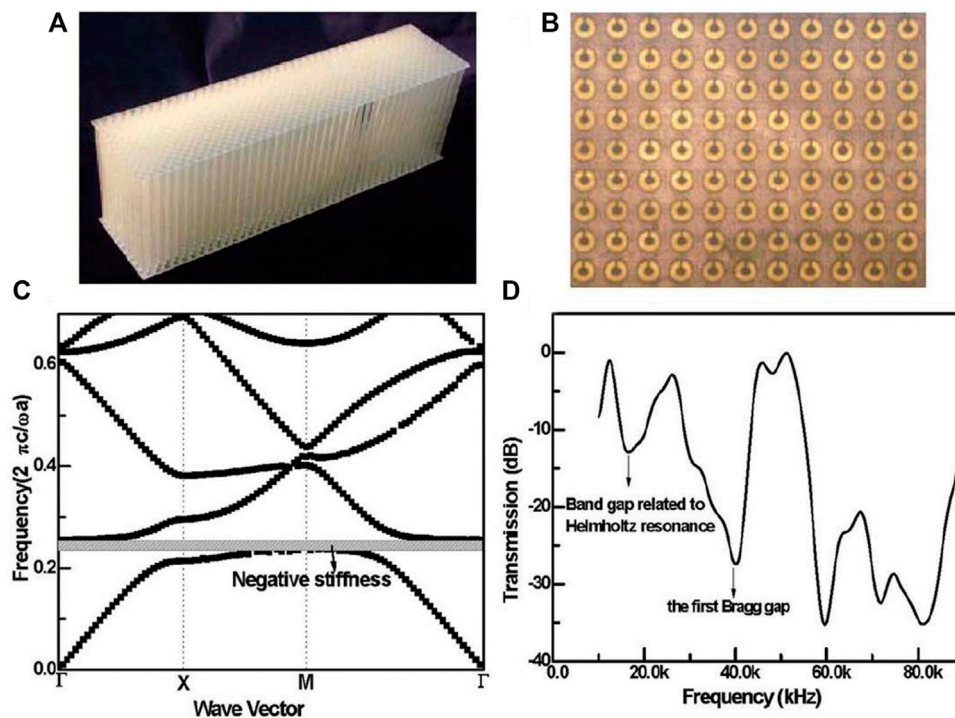 A
B
C
0.6
0.4
0.2
0.0
Frequency(2 πc/ωa)
Negative stiffness
Γ
X
M
Γ
Wave Vector
D
0
-10
-20
-30
-40
Transmission (dB)
Band gap related to
Helmholtz resonance
the first Bragg gap
0.0
20.0k
40.0k
60.0k
80.0k
Frequency (kHz)